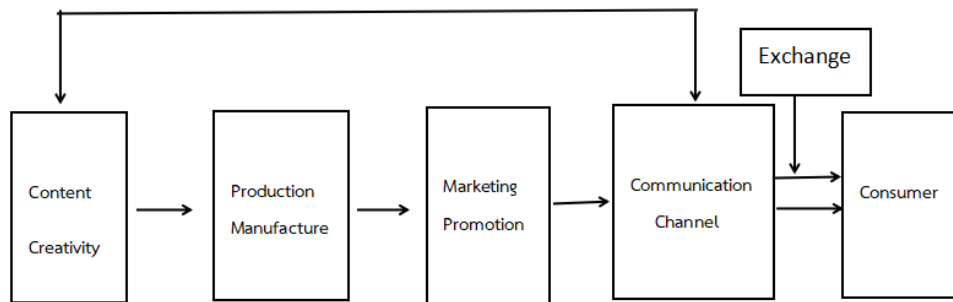 Exchange
Content
Creativity
Production
Manufacture
Marketing
Promotion
Communication
Channel
Consumer